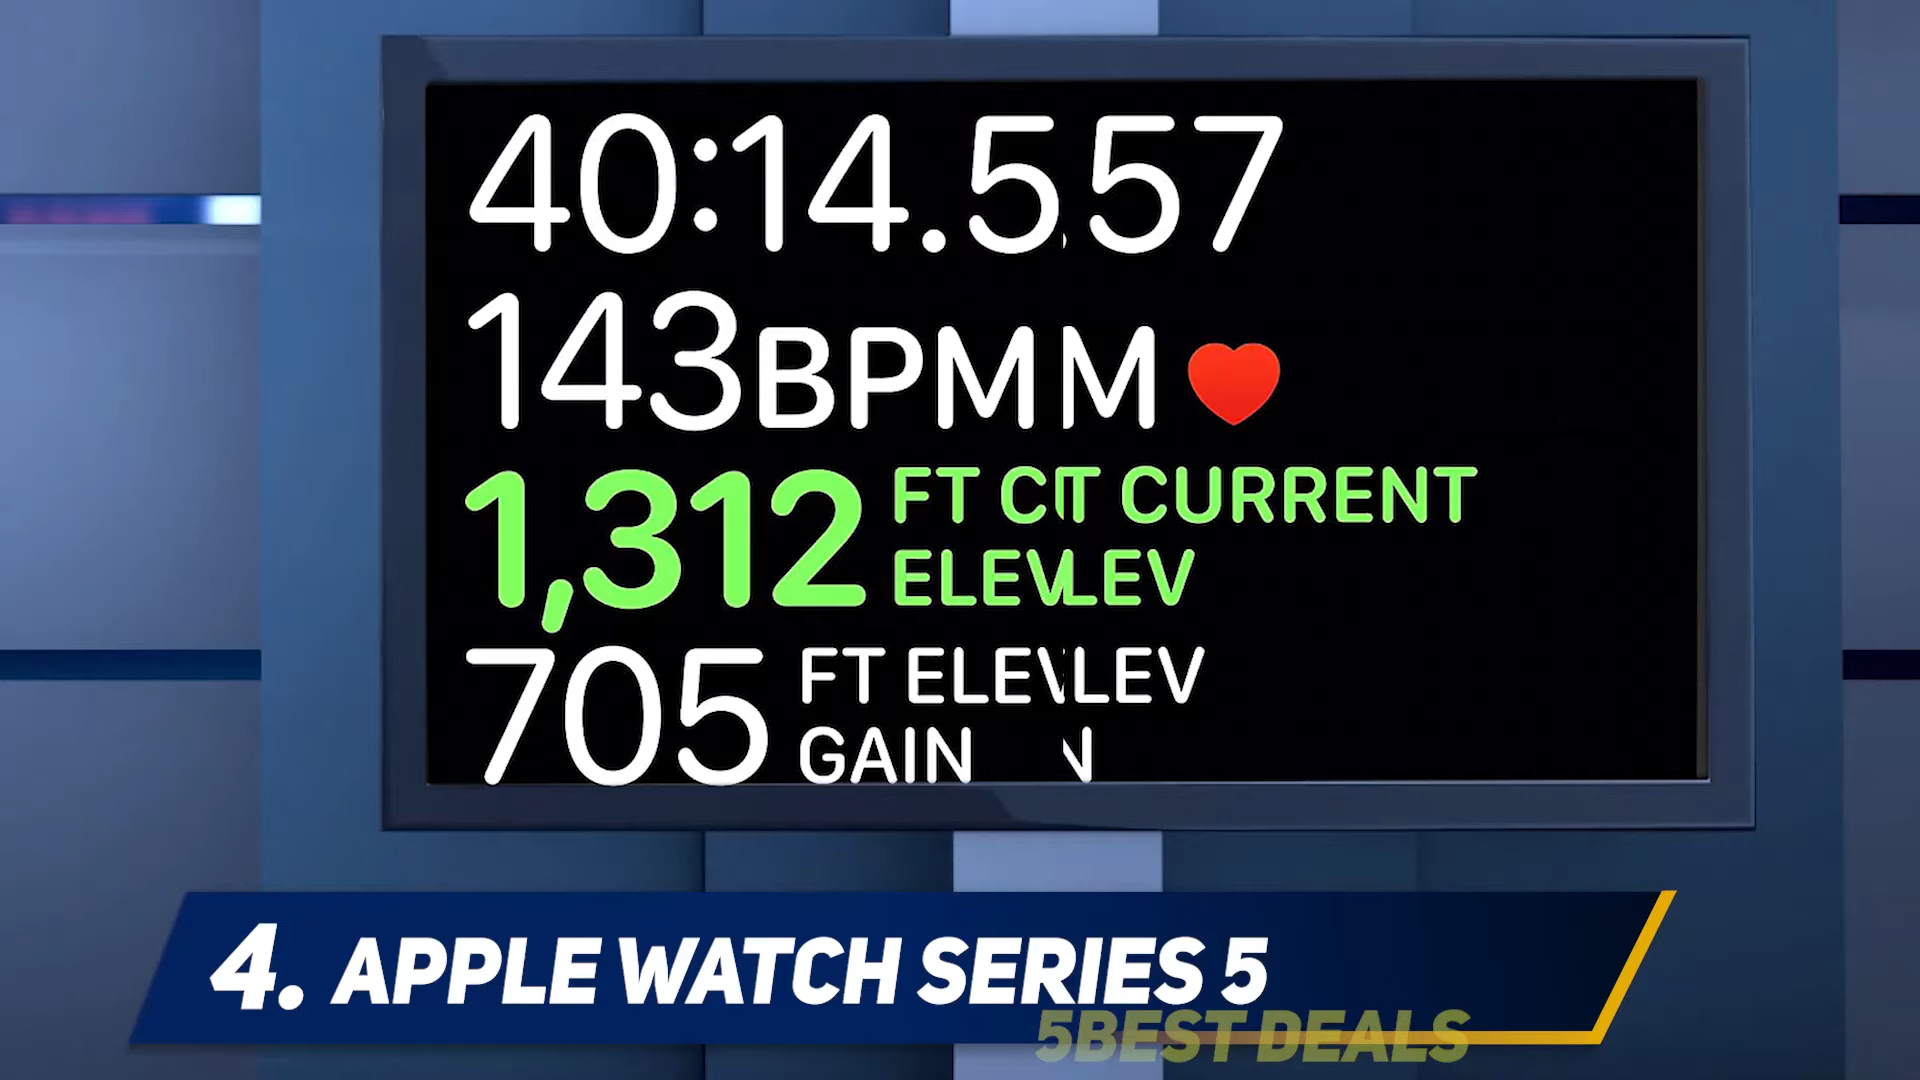 40:14.557
143BPMM
1,312 FT CIT CURRENT
ELEVLEV
705 FT ELEVLEV
GAIN N
4. APPLE WATCH SERIES 5
5BEST DEALS